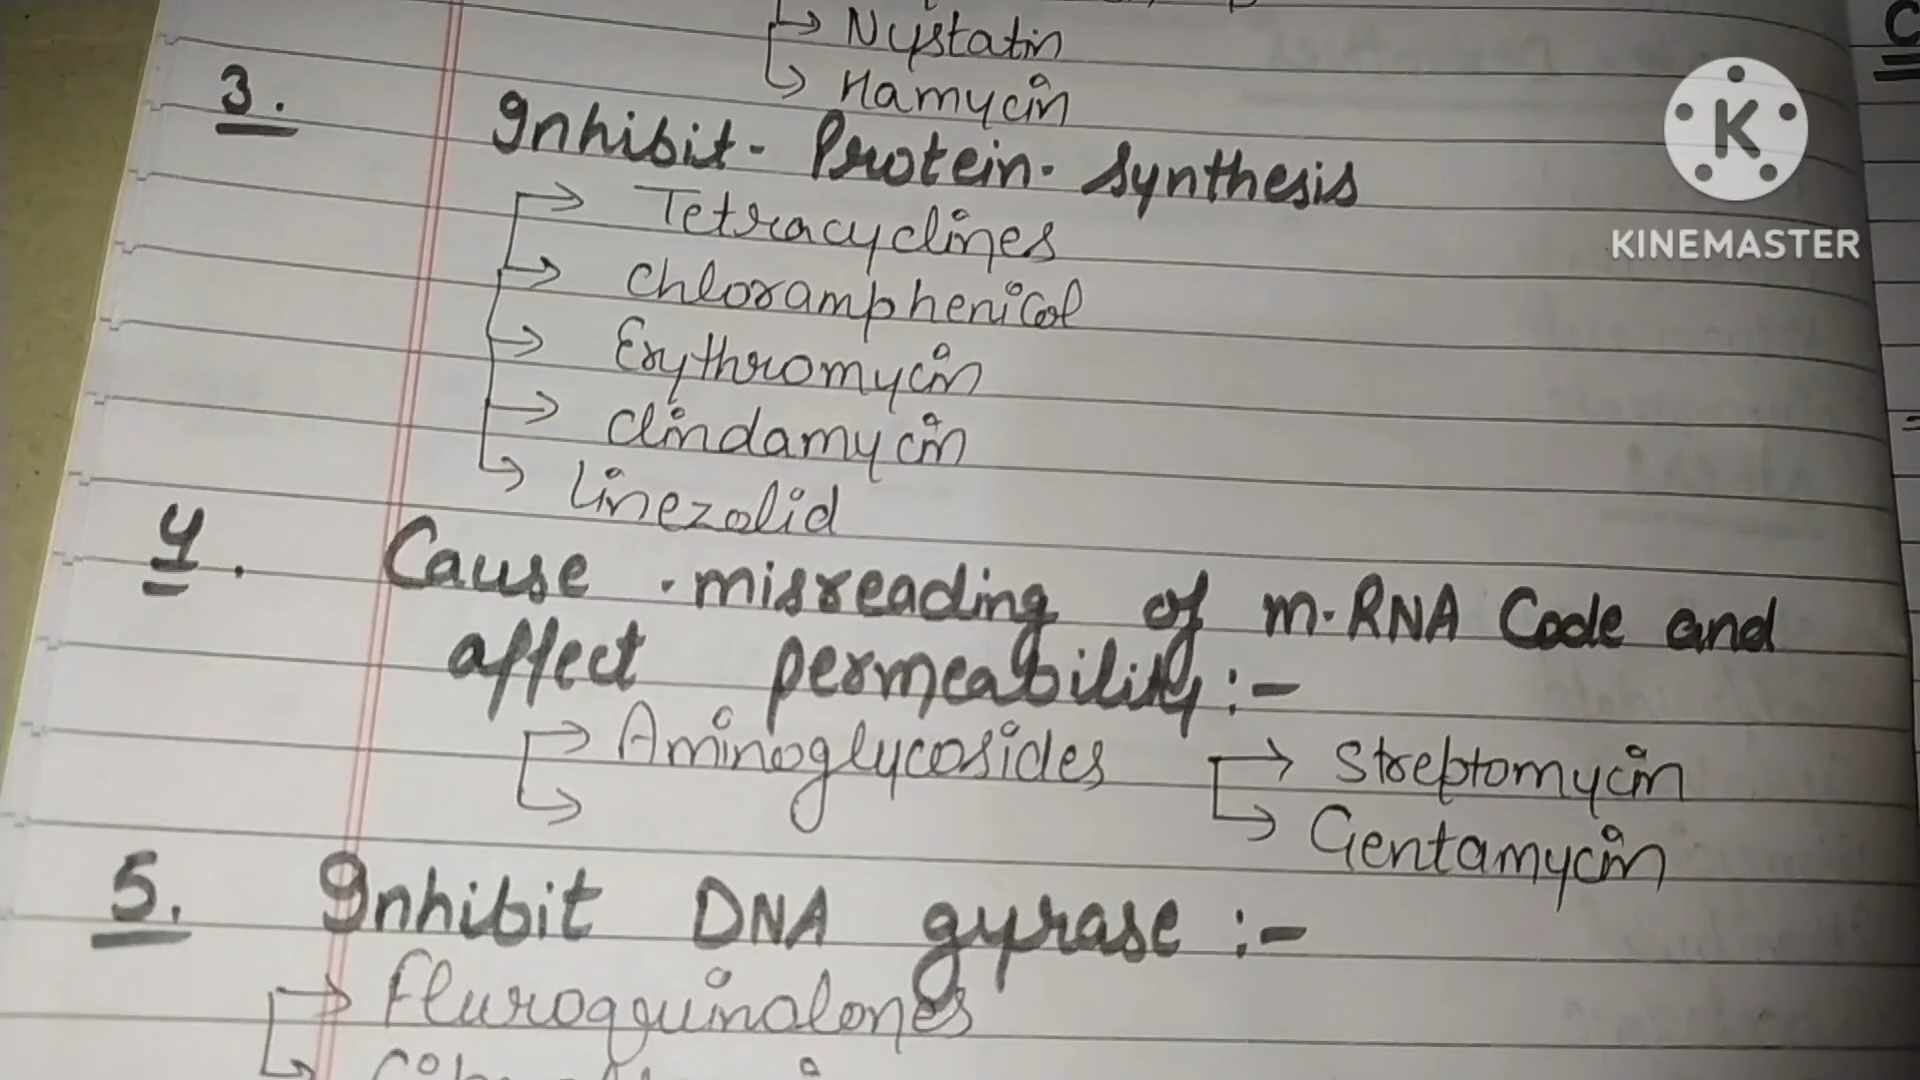 → Nystatin
→ Hamycin
3. Inhibit- Protein- Synthesis
→ Tetracyclines
→ Chloramphenicol
→ Erythromycin
→ Clindamycin
→ Linezolid
4. Cause misreading of m-RNA Code and
affect permeability:-
→ Aminoglycosides → Streptomycin
→ Gentamycin
5. Inhibit DNA gyrase :-
→ Fluroquinolones
K
KINEMASTER
C